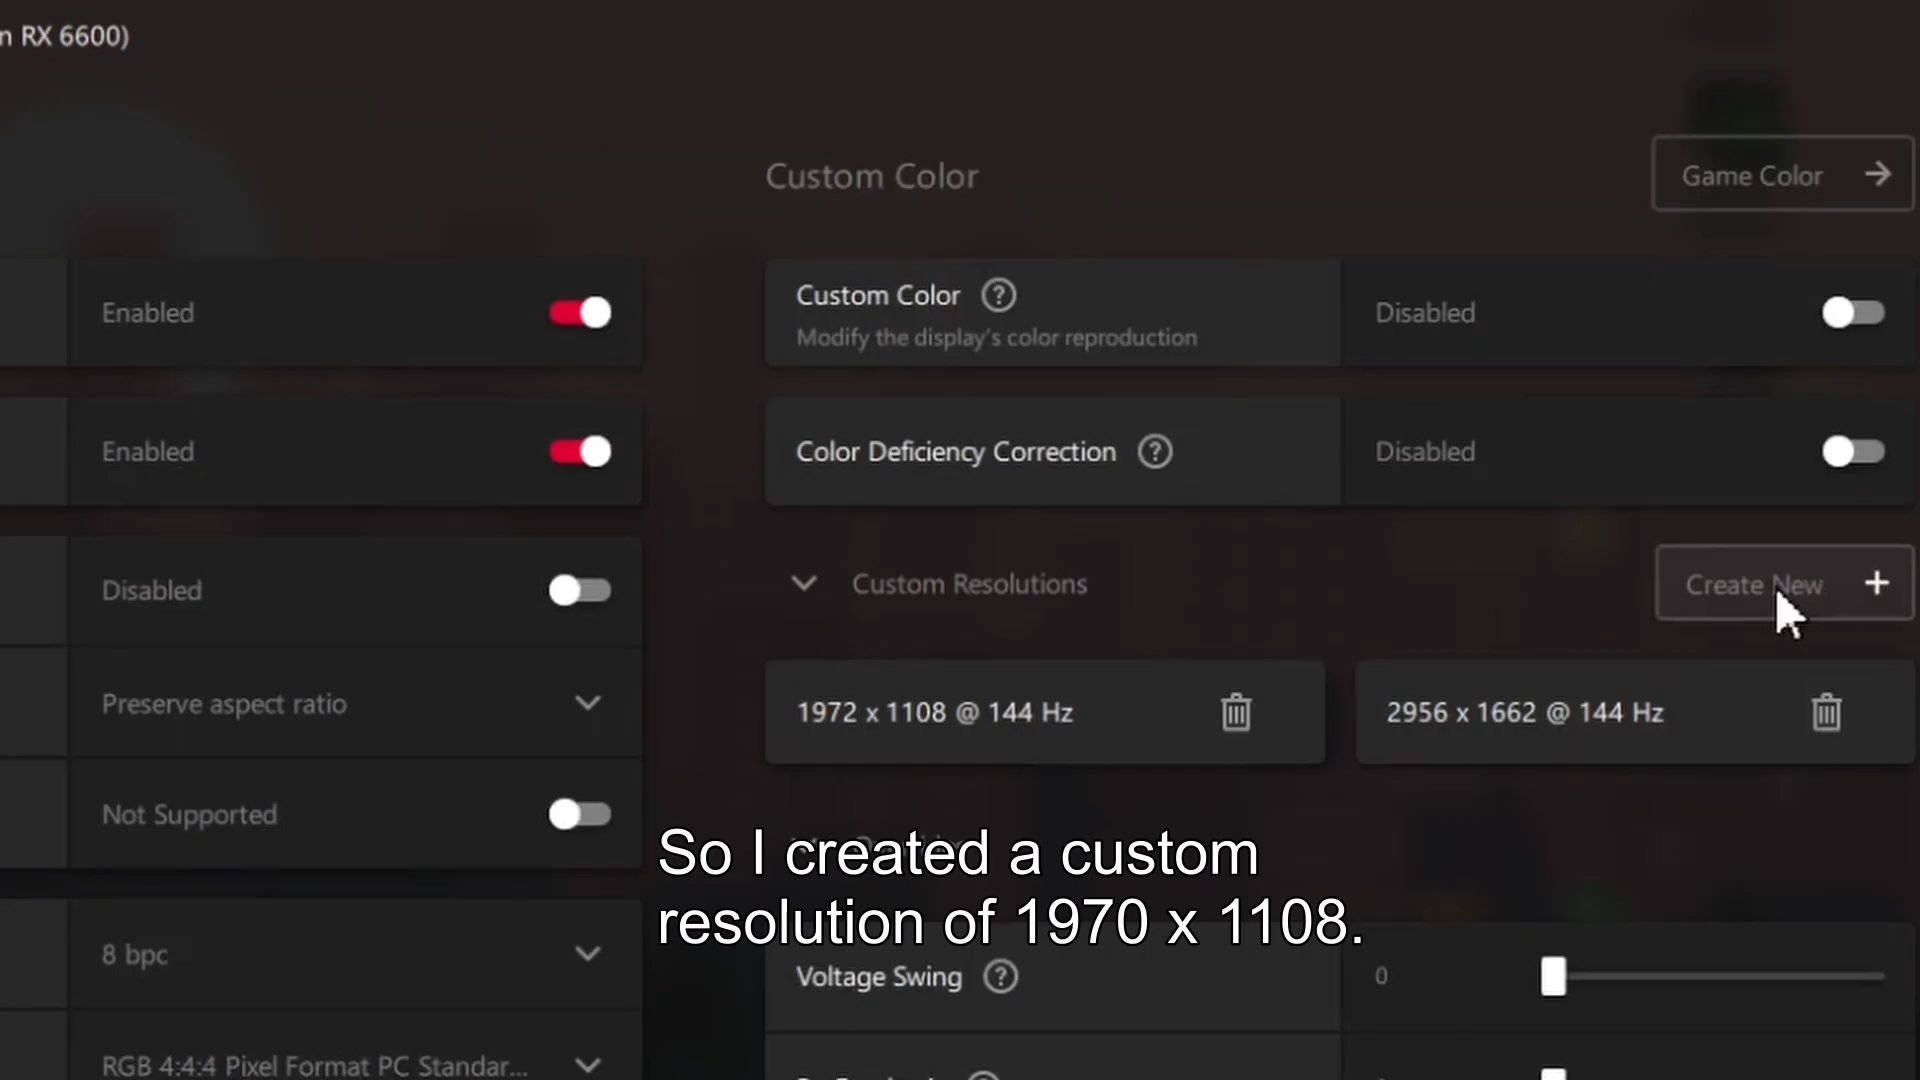 n RX 6600)
Custom Color
Game Color
Enabled
Custom Color
Modify the display's color reproduction
Disabled
Enabled
Color Deficiency Correction
Disabled
Disabled
Custom Resolutions
Create New
Preserve aspect ratio
1972 x 1108 @ 144 Hz
2956 x 1662 @ 144 Hz
Not Supported
So I created a custom
resolution of 1970 x 1108.
8 bpc
Voltage Swing
0
RGB 4:4:4 Pixel Format PC Standar...